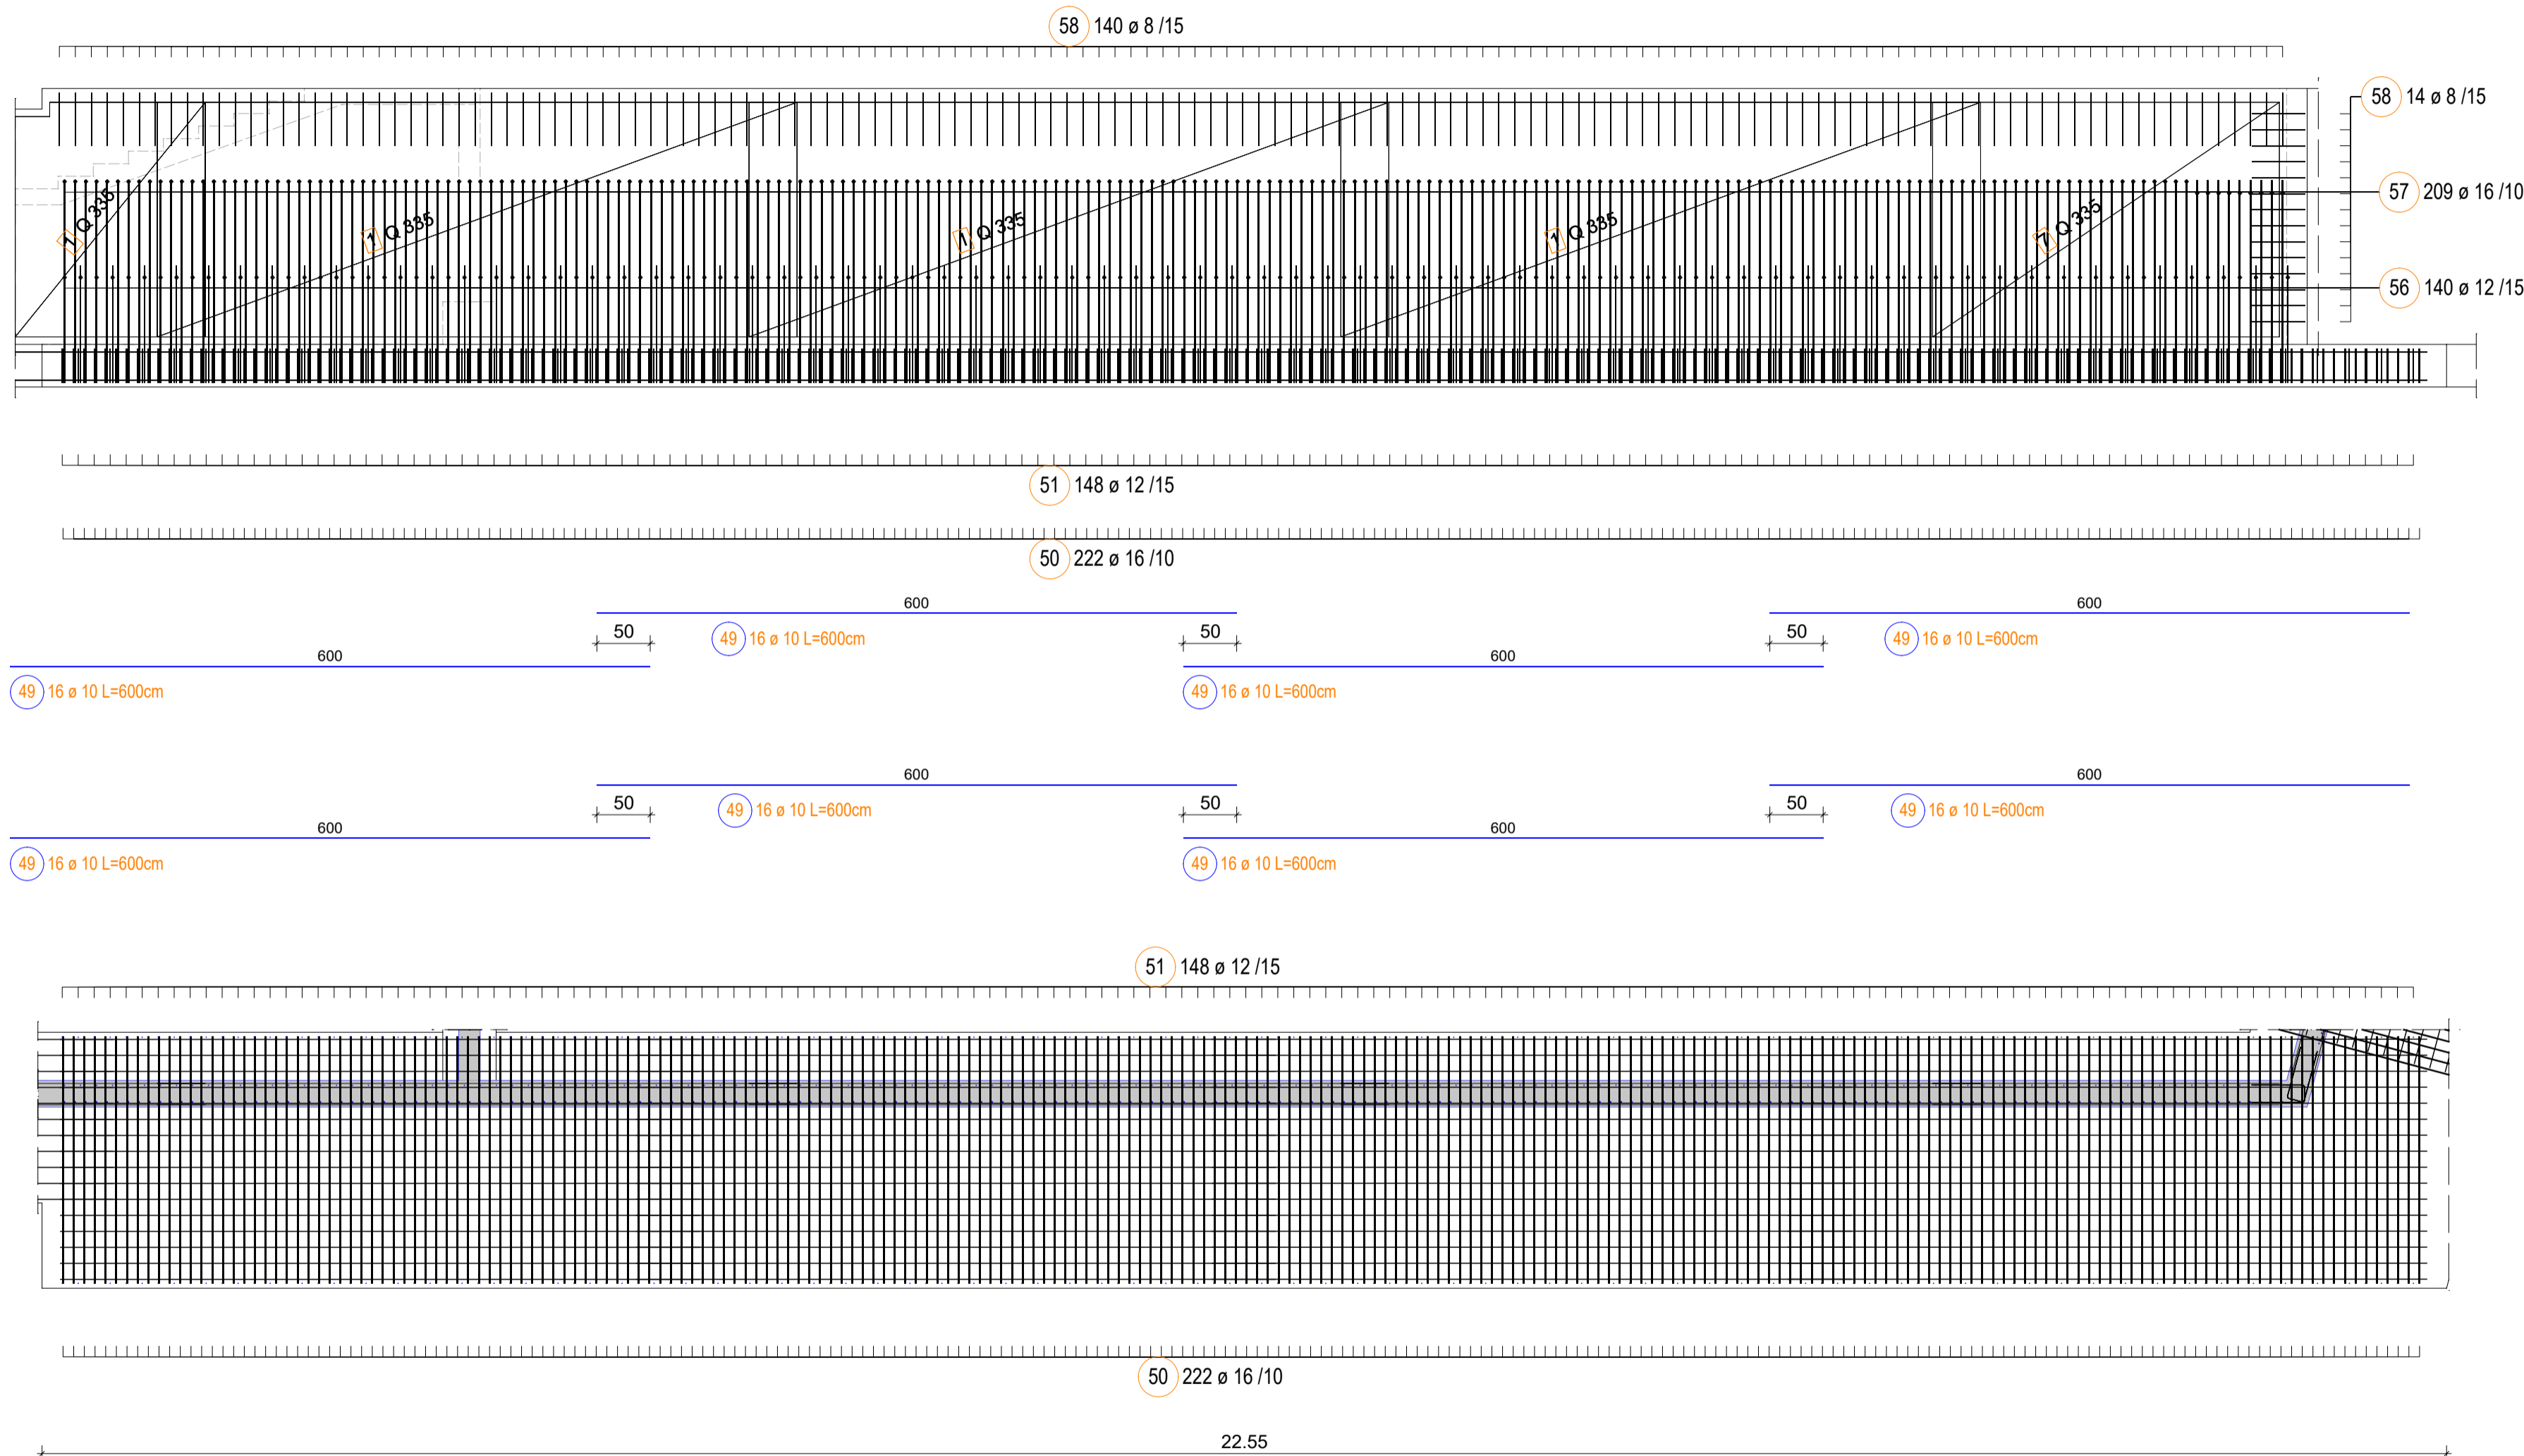 58 140 ø 8 /15
58 14 ø 8 /15
57 209 ø 16 /10
1 Q 335
1 Q 335
1 Q 335
1 Q 335
7 Q 335
56 140 ø 12 /15
51 148 ø 12 /15
50 222 ø 16 /10
600
600
50
49 16 ø 10 L=600cm
50
50
49 16 ø 10 L=600cm
600
600
49 16 ø 10 L=600cm
49 16 ø 10 L=600cm
600
600
50
49 16 ø 10 L=600cm
50
50
49 16 ø 10 L=600cm
600
600
49 16 ø 10 L=600cm
49 16 ø 10 L=600cm
51 148 ø 12 /15
50 222 ø 16 /10
22.55